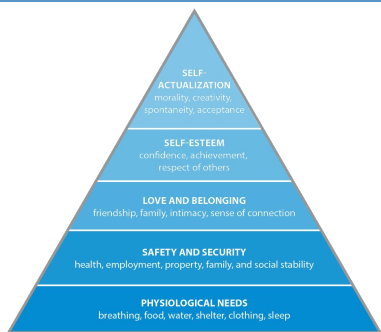 SELF-
ACTUALIZATION
morality, creativity,
spontaneity, acceptance
SELF-ESTEEM
confidence, achievement,
respect of others
LOVE AND BELONGING
friendship, family, intimacy, sense of connection
SAFETY AND SECURITY
health, employment, property, family, and social stability
PHYSIOLOGICAL NEEDS
breathing, food, water, shelter, clothing, sleep